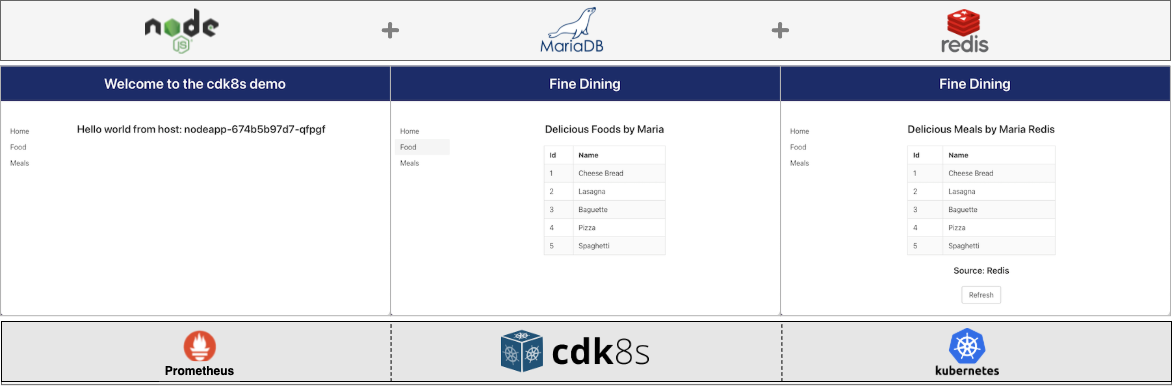 node
JS
MariaDB
redis
Welcome to the cdk8s demo
Hello world from host: nodeapp-674b5b97d7-qfpgf
Home
Food
Meals
Fine Dining
Home
Food
Meals
Delicious Foods by Maria
Id Name
1 Cheese Bread
2 Lasagna
3 Baguette
4 Pizza
5 Spaghetti
Fine Dining
Home
Food
Meals
Delicious Meals by Maria Redis
Id Name
1 Cheese Bread
2 Lasagna
3 Baguette
4 Pizza
5 Spaghetti
Source: Redis
Refresh
Prometheus
cdk8s
kubernetes